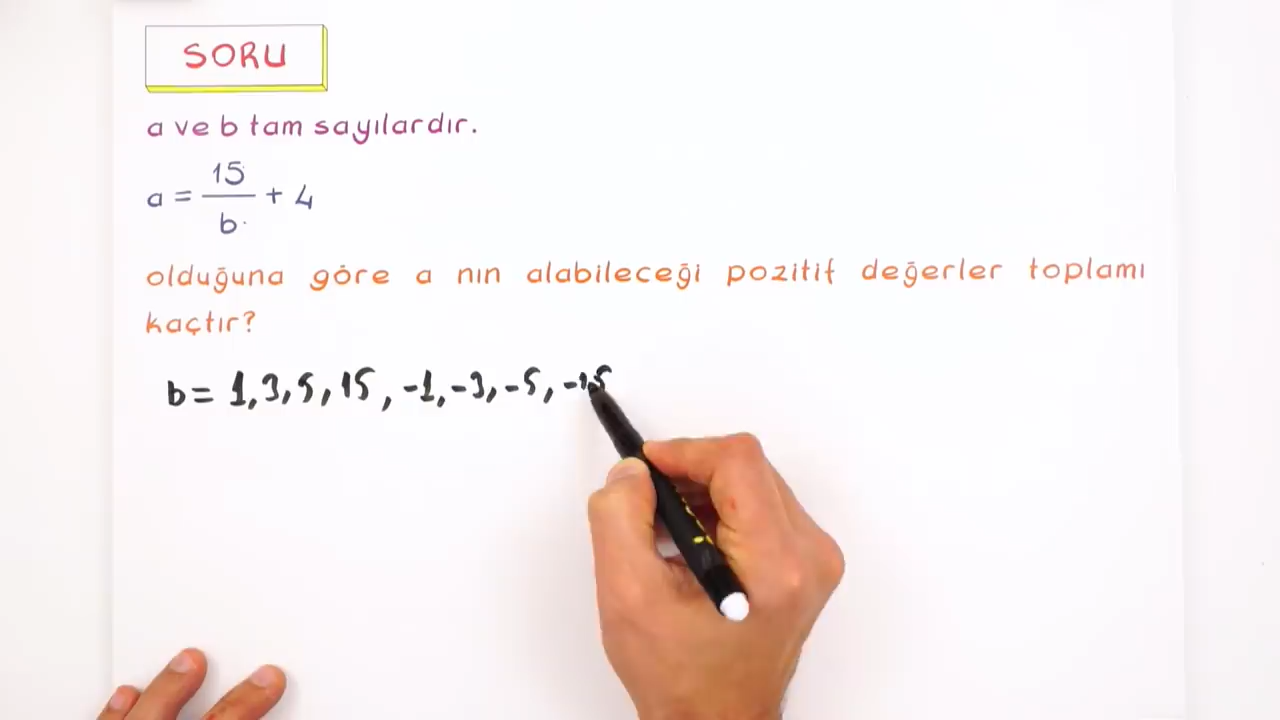 SORU
a ve b tam sayılardır.
a = 15/b + 4
olduğuna göre a nın alabileceği pozitif değerler toplamı
kaçtır?
b = 1, 3, 5, 15, -1, -3, -5, -15